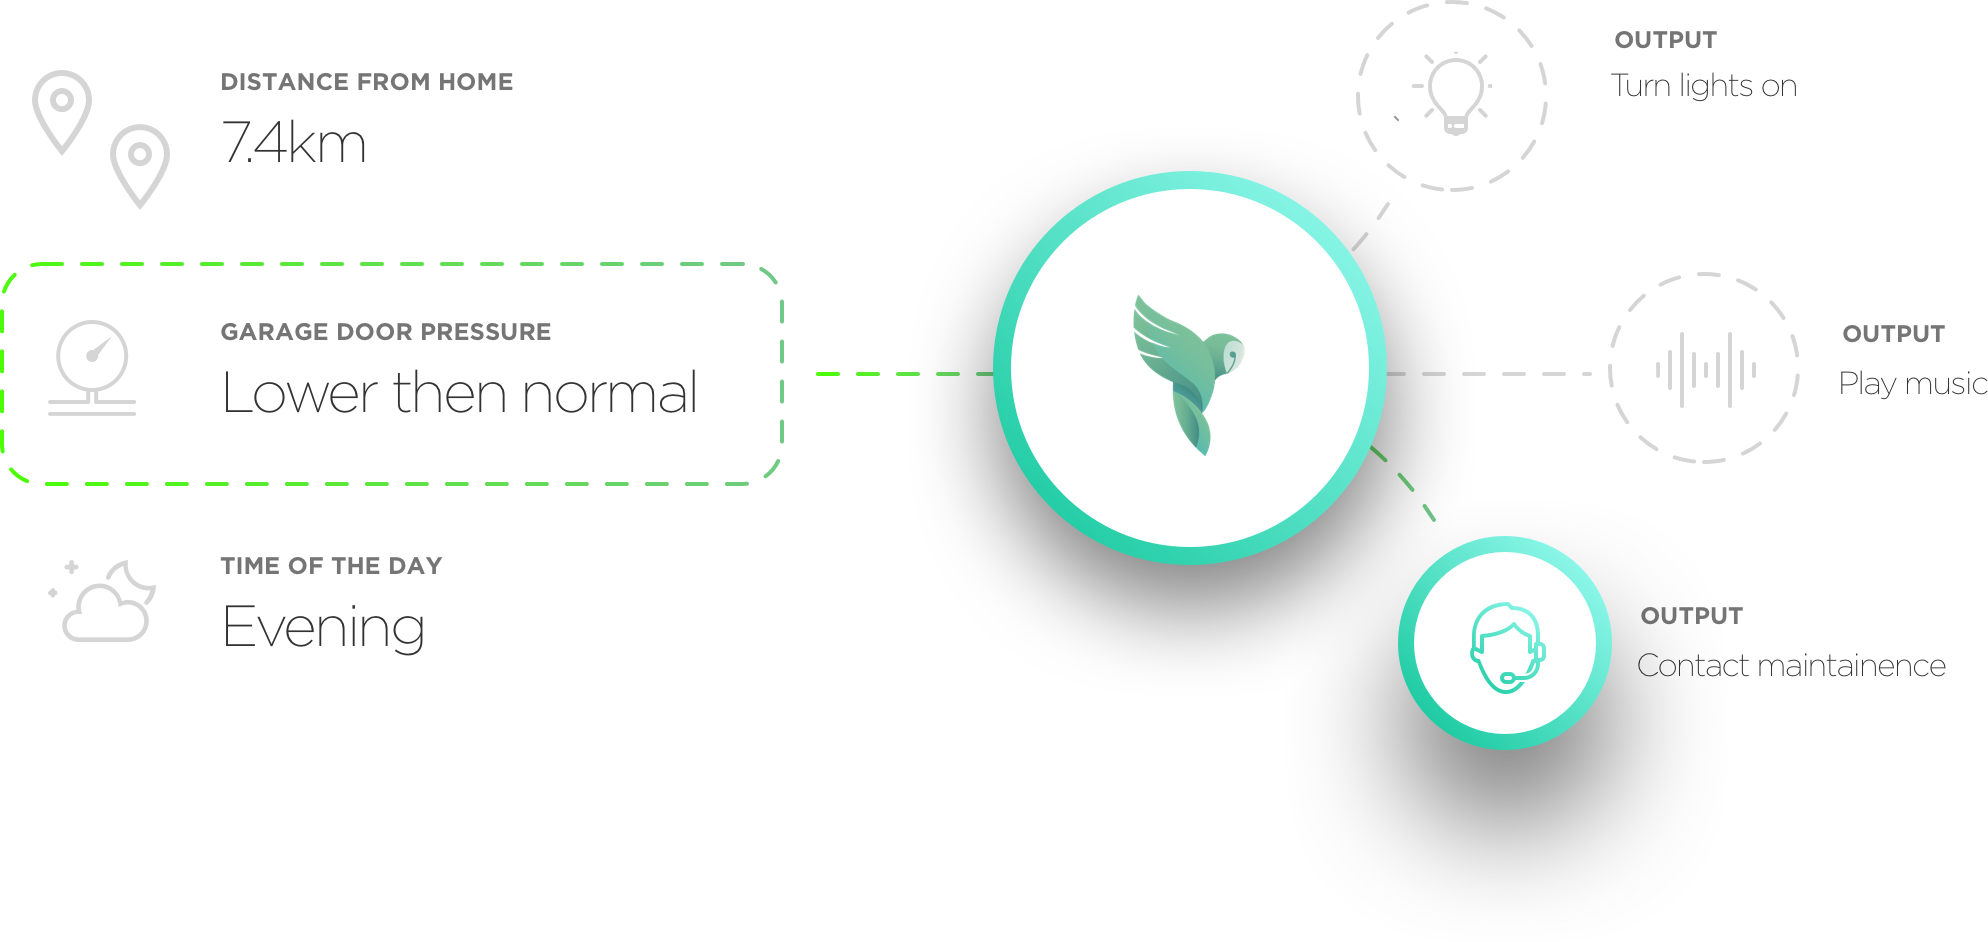 DISTANCE FROM HOME
7.4km
GARAGE DOOR PRESSURE
Lower then normal
TIME OF THE DAY
Evening
OUTPUT
Turn lights on
OUTPUT
Play music
OUTPUT
Contact maintainence